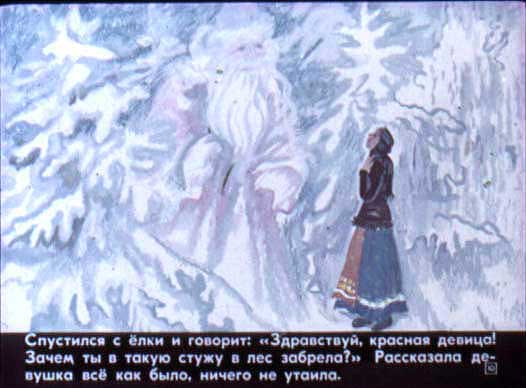 Спустился с ёлки и говорит: «Здравствуй, красная девица!
Зачем ты в такую стужу в лес забрела?» Рассказала де-
вушка всё как было, ничего не утаила.
10